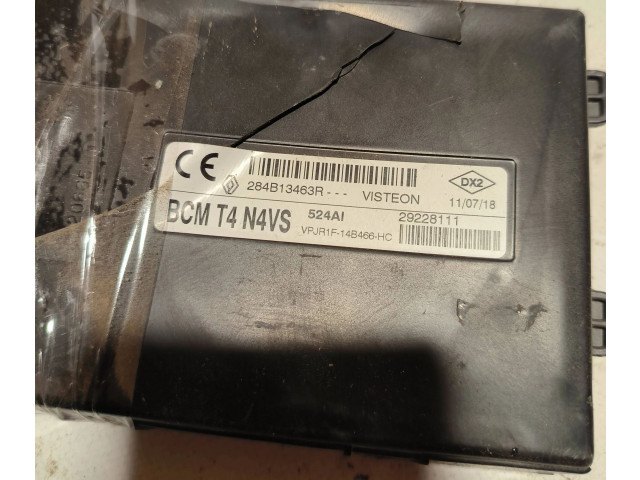 CE
284B13463R--- VISTEON
DX2
11/07/18
BCM T4 N4VS 524AI 29228111
VPJR1F-14B466-HC